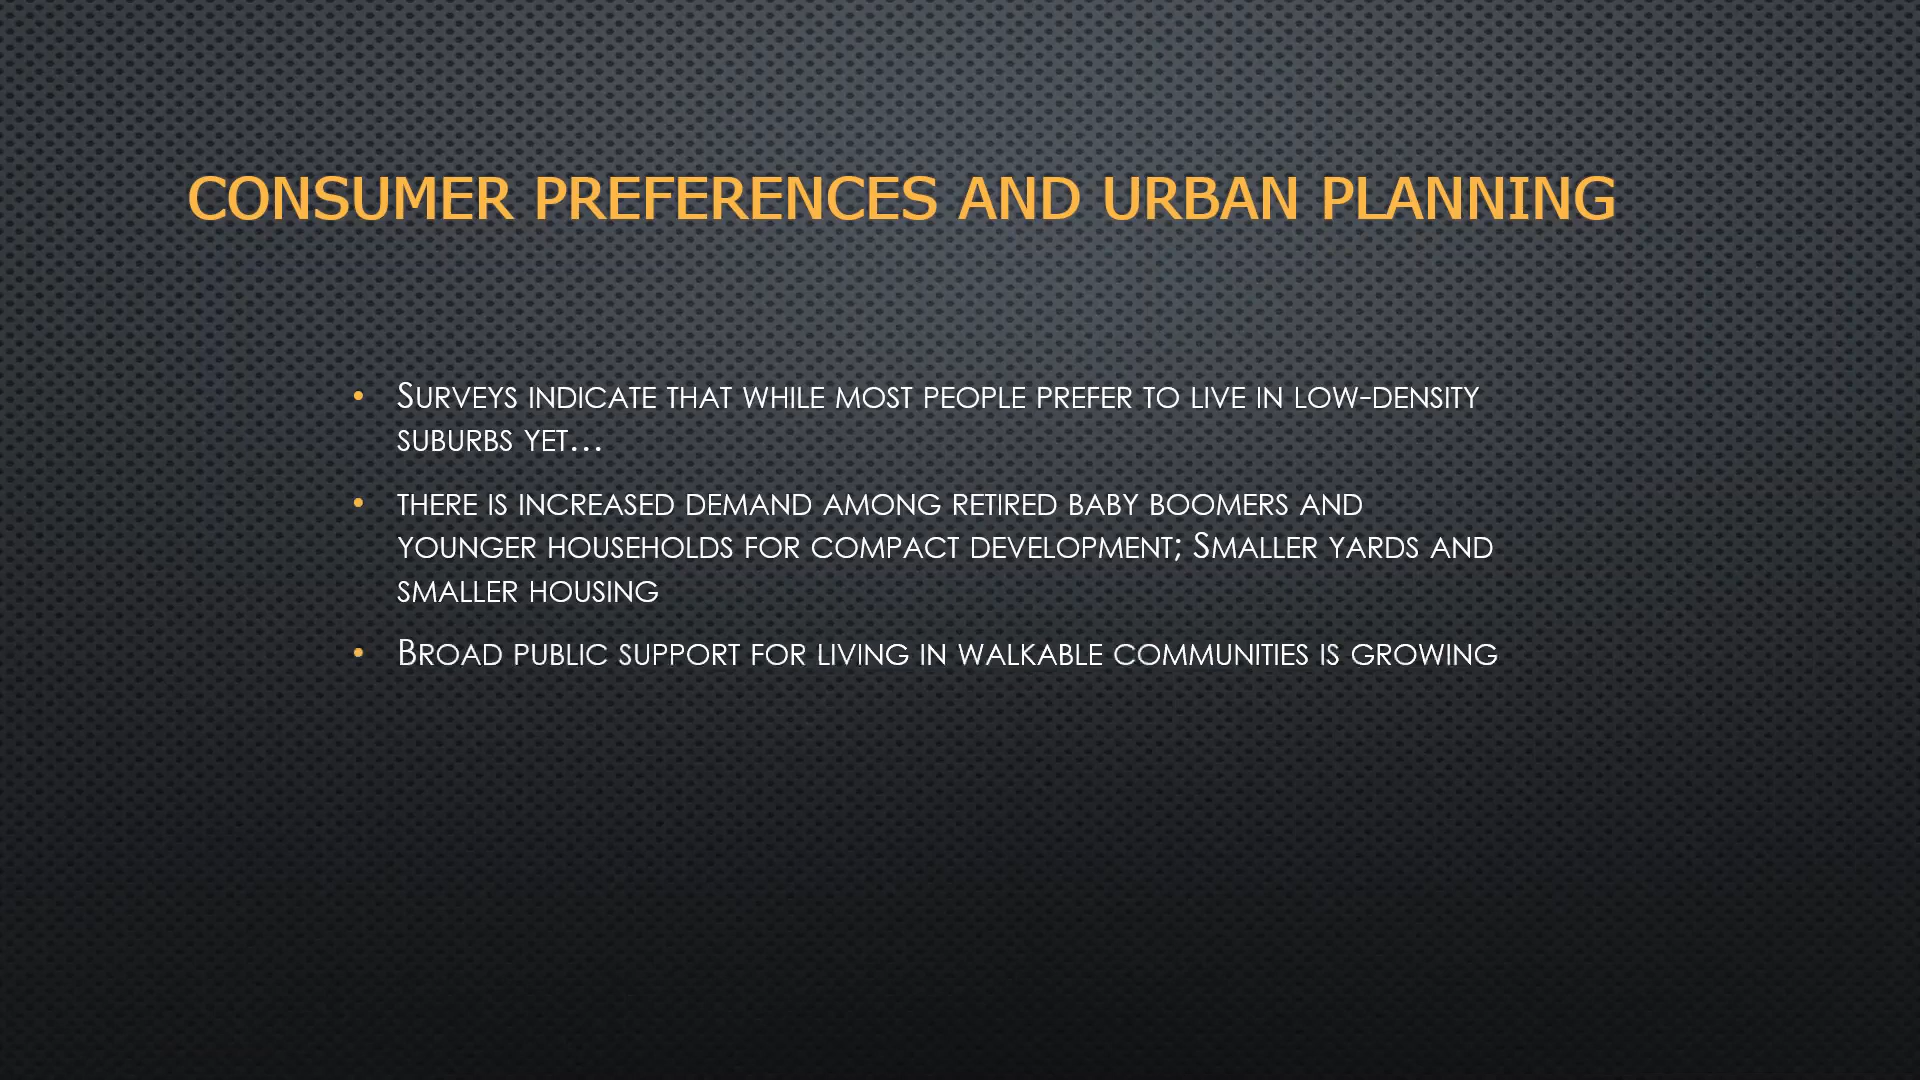 CONSUMER PREFERENCES AND URBAN PLANNING
• Surveys indicate that while most people prefer to live in low-density
suburbs yet…
• there is increased demand among retired baby boomers and
younger households for compact development; Smaller yards and
smaller housing
• Broad public support for living in walkable communities is growing